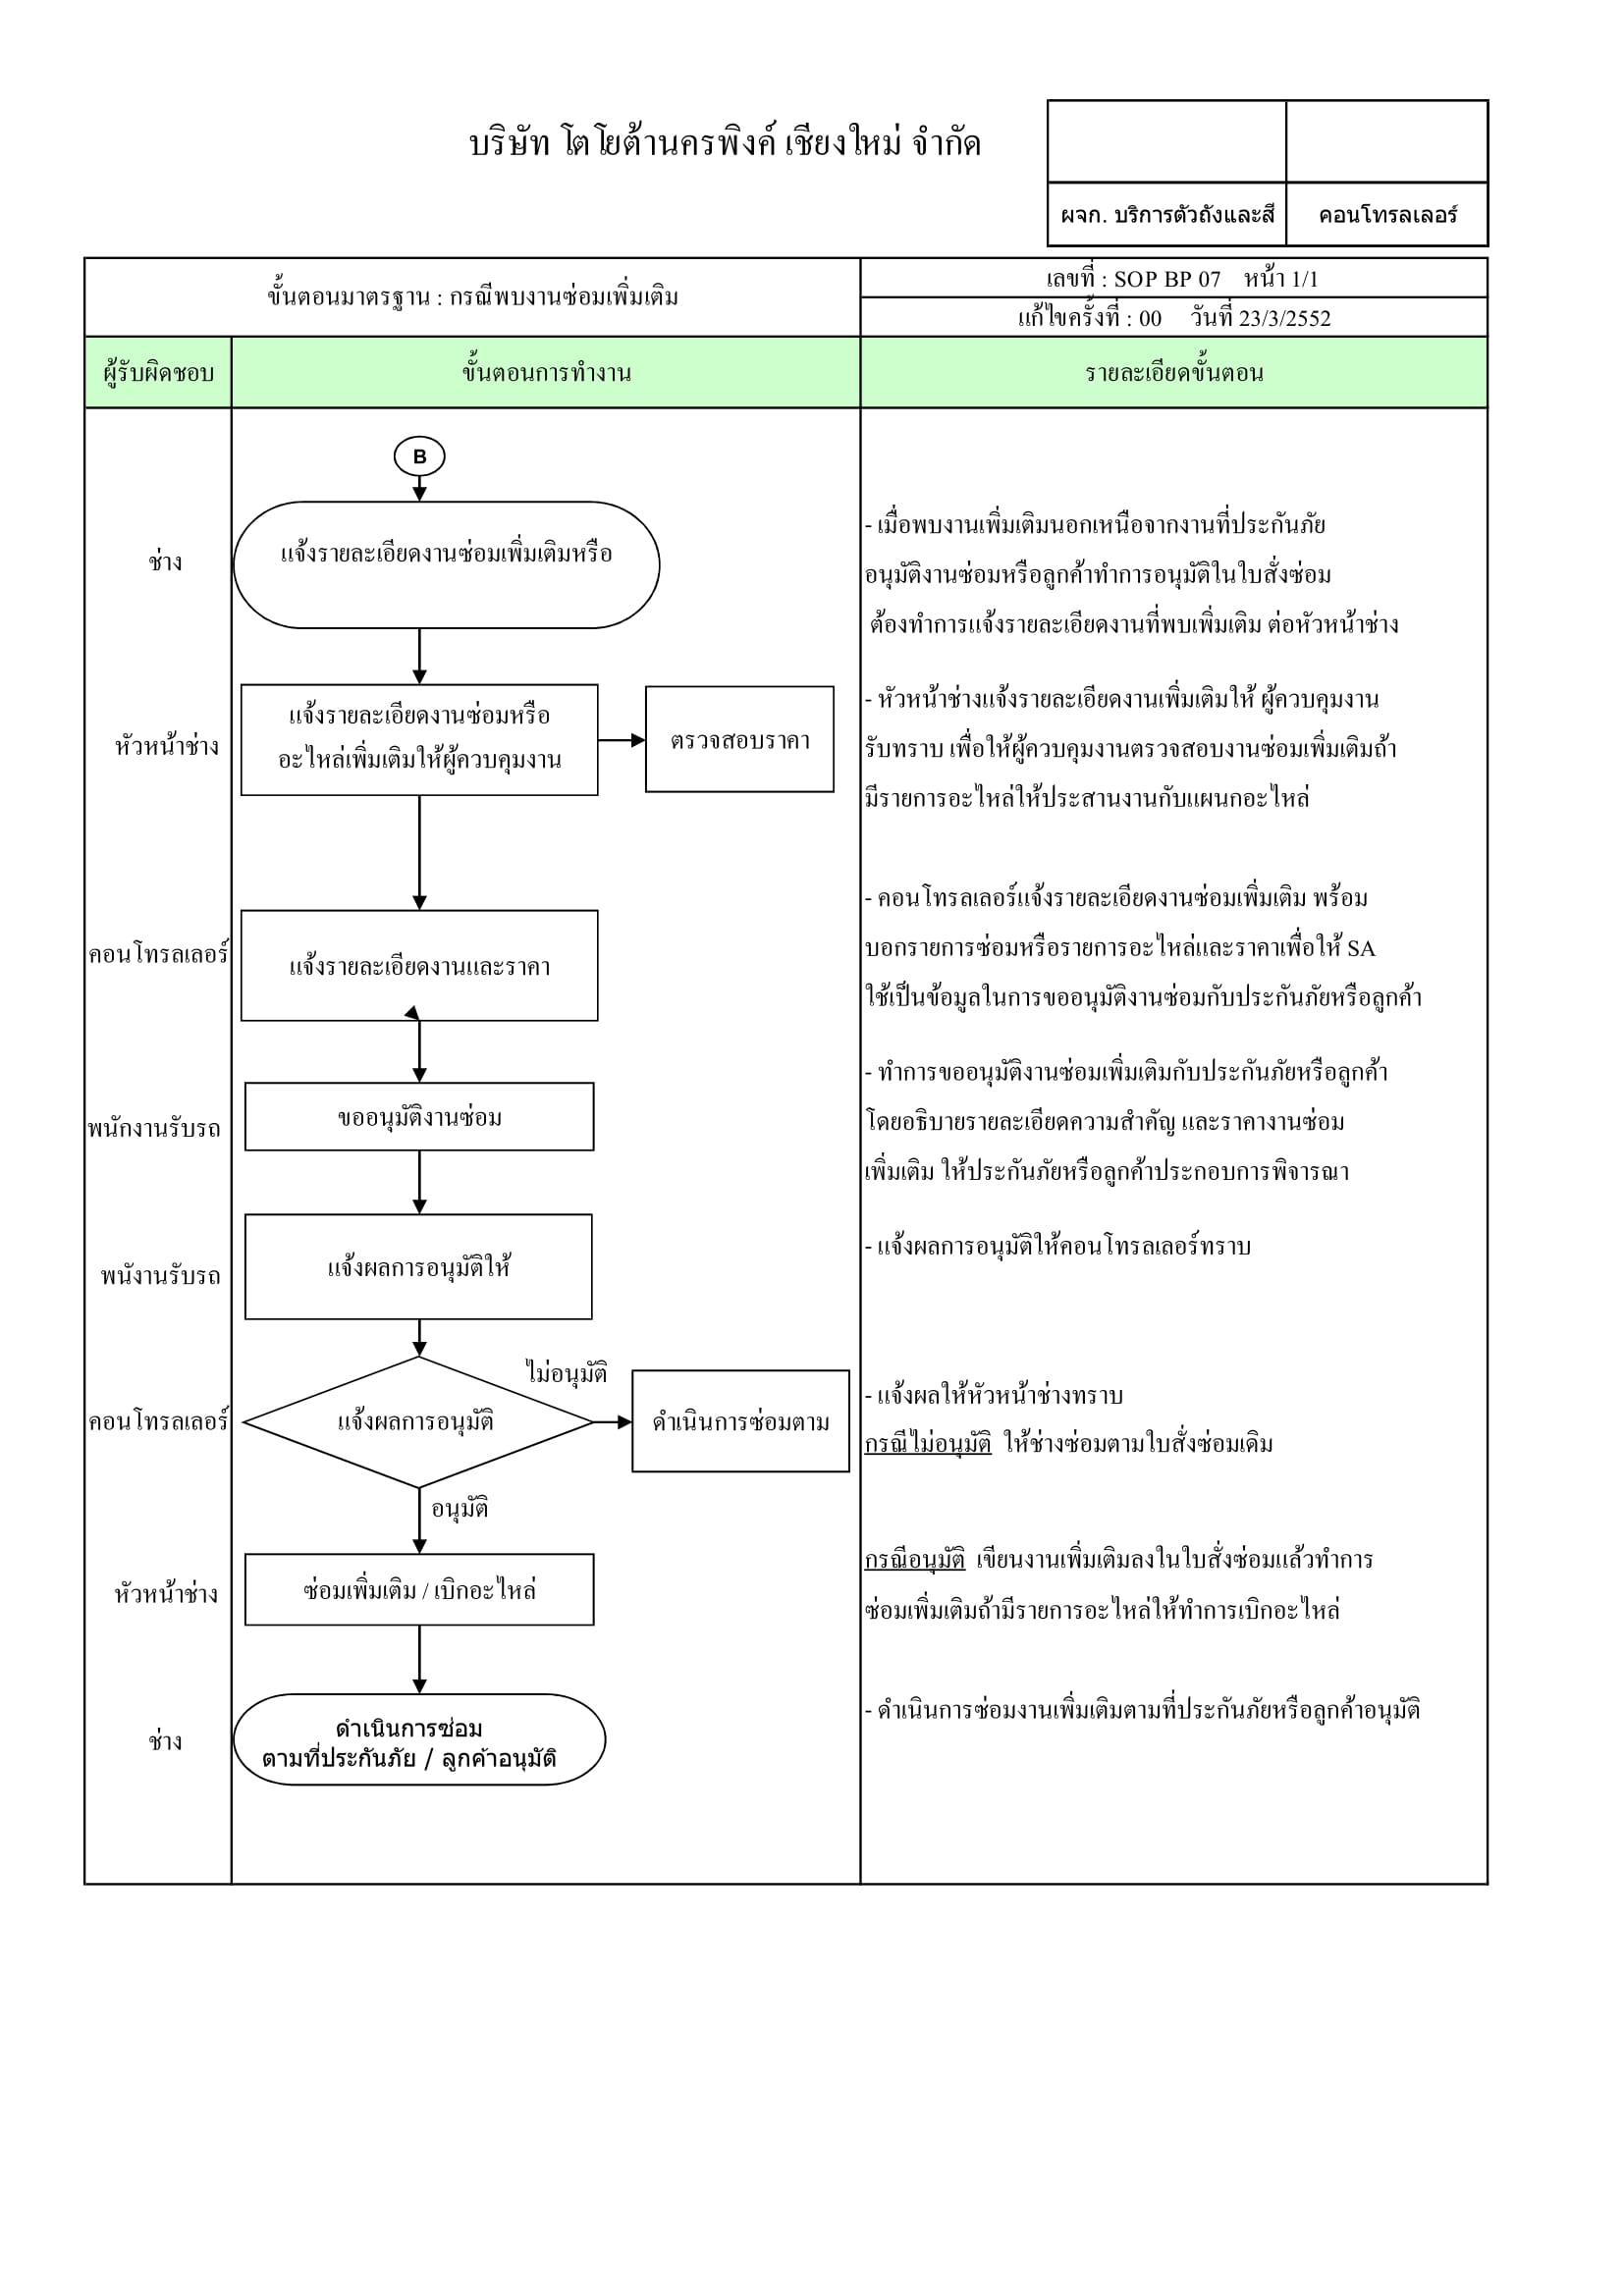 บริษัท โตโยต้านครพิงค์ เชียงใหม่ จำกัด
ผจก. บริการตัวถังและสี คอนโทรลเลอร์
ขั้นตอนมาตรฐาน : กรณีพบงานซ่อมเพิ่มเติม
เลขที่ : SOP BP 07 หน้า 1/1
แก้ไขครั้งที่ : 00 วันที่ 23/3/2552
ผู้รับผิดชอบ ขั้นตอนการทำงาน รายละเอียดขั้นตอน
B
ช่าง
แจ้งรายละเอียดงานซ่อมเพิ่มเติมหรือ
- เมื่อพบงานเพิ่มเติมนอกเหนือจากงานที่ประกันภัย
อนุมัติงานซ่อมหรือลูกค้าทำการอนุมัติในใบสั่งซ่อม
ต้องทำการแจ้งรายละเอียดงานที่พบเพิ่มเติม ต่อหัวหน้าช่าง
หัวหน้าช่าง
แจ้งรายละเอียดงานซ่อมหรือ
อะไหล่เพิ่มเติมให้ผู้ควบคุมงาน
ตรวจสอบราคา
- หัวหน้าช่างแจ้งรายละเอียดงานเพิ่มเติมให้ ผู้ควบคุมงาน
รับทราบ เพื่อให้ผู้ควบคุมงานตรวจสอบงานซ่อมเพิ่มเติมถ้า
มีรายการอะไหล่ให้ประสานงานกับแผนกอะไหล่
คอนโทรลเลอร์
แจ้งรายละเอียดงานและราคา
- คอนโทรลเลอร์แจ้งรายละเอียดงานซ่อมเพิ่มเติม พร้อม
บอกรายการซ่อมหรือรายการอะไหล่และราคาเพื่อให้ SA
ใช้เป็นข้อมูลในการขออนุมัติงานซ่อมกับประกันภัยหรือลูกค้า
พนักงานรับรถ
ขออนุมัติงานซ่อม
- ทำการขออนุมัติงานซ่อมเพิ่มเติมกับประกันภัยหรือลูกค้า
โดยอธิบายรายละเอียดความสำคัญ และราคางานซ่อม
เพิ่มเติม ให้ประกันภัยหรือลูกค้าประกอบการพิจารณา
พนังานรับรถ
แจ้งผลการอนุมัติให้
- แจ้งผลการอนุมัติให้คอนโทรลเลอร์ทราบ
คอนโทรลเลอร์
แจ้งผลการอนุมัติ
ไม่อนุมัติ
ดำเนินการซ่อมตาม
- แจ้งผลให้หัวหน้าช่างทราบ
กรณีไม่อนุมัติ ให้ช่างซ่อมตามใบสั่งซ่อมเดิม
อนุมัติ
หัวหน้าช่าง
ซ่อมเพิ่มเติม / เบิกอะไหล่
กรณีอนุมัติ เขียนงานเพิ่มเติมลงในใบสั่งซ่อมแล้วทำการ
ซ่อมเพิ่มเติมถ้ามีรายการอะไหล่ให้ทำการเบิกอะไหล่
ช่าง
ดำเนินการซ่อม
ตามที่ประกันภัย / ลูกค้าอนุมัติ
- ดำเนินการซ่อมงานเพิ่มเติมตามที่ประกันภัยหรือลูกค้าอนุมัติ